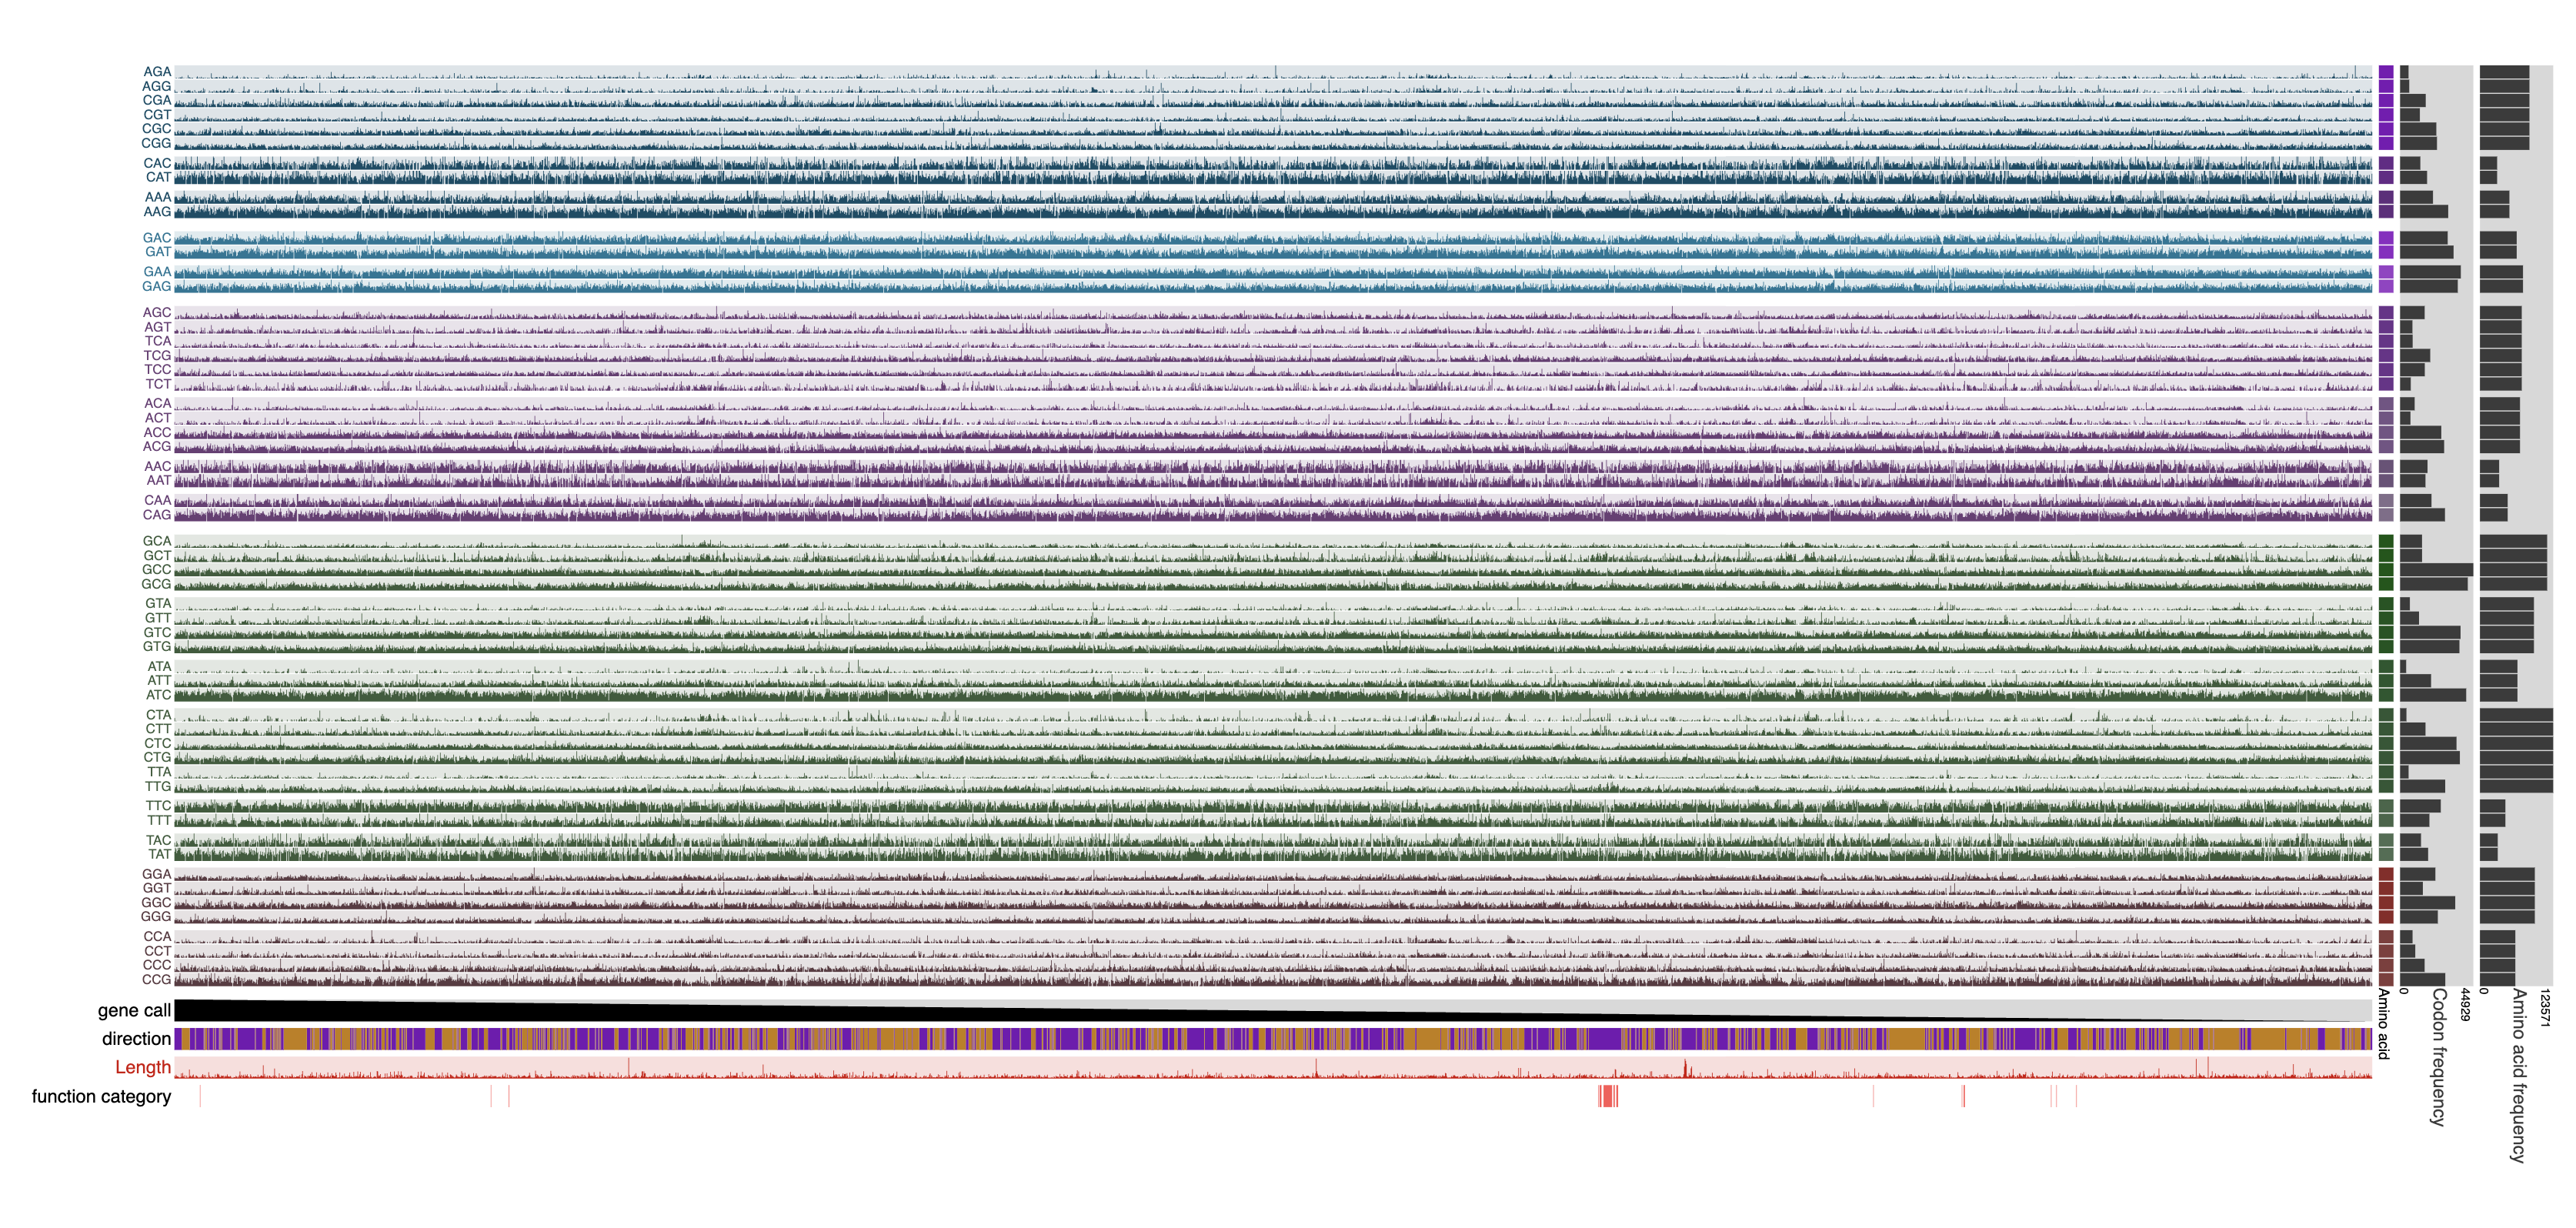 AGA
AGG
CGA
CGT
CGC
CGG
CAC
CAT
AAA
AAG
GAC
GAT
GAA
GAG
AGC
AGT
TCA
TCG
TCC
TCT
ACA
ACT
ACC
ACG
AAC
AAT
CAA
CAG
GCA
GCT
GCC
GCG
GTA
GTT
GTC
GTG
ATA
ATT
ATC
CTA
CTT
CTC
CTG
TTA
TTG
TTC
TTT
TAC
TAT
GGA
GGT
GGC
GGG
CCA
CCT
CCC
CCG
gene call
direction
Length
function category
Amino acid
0
44929
Codon frequency
0
123571
Amino acid frequency